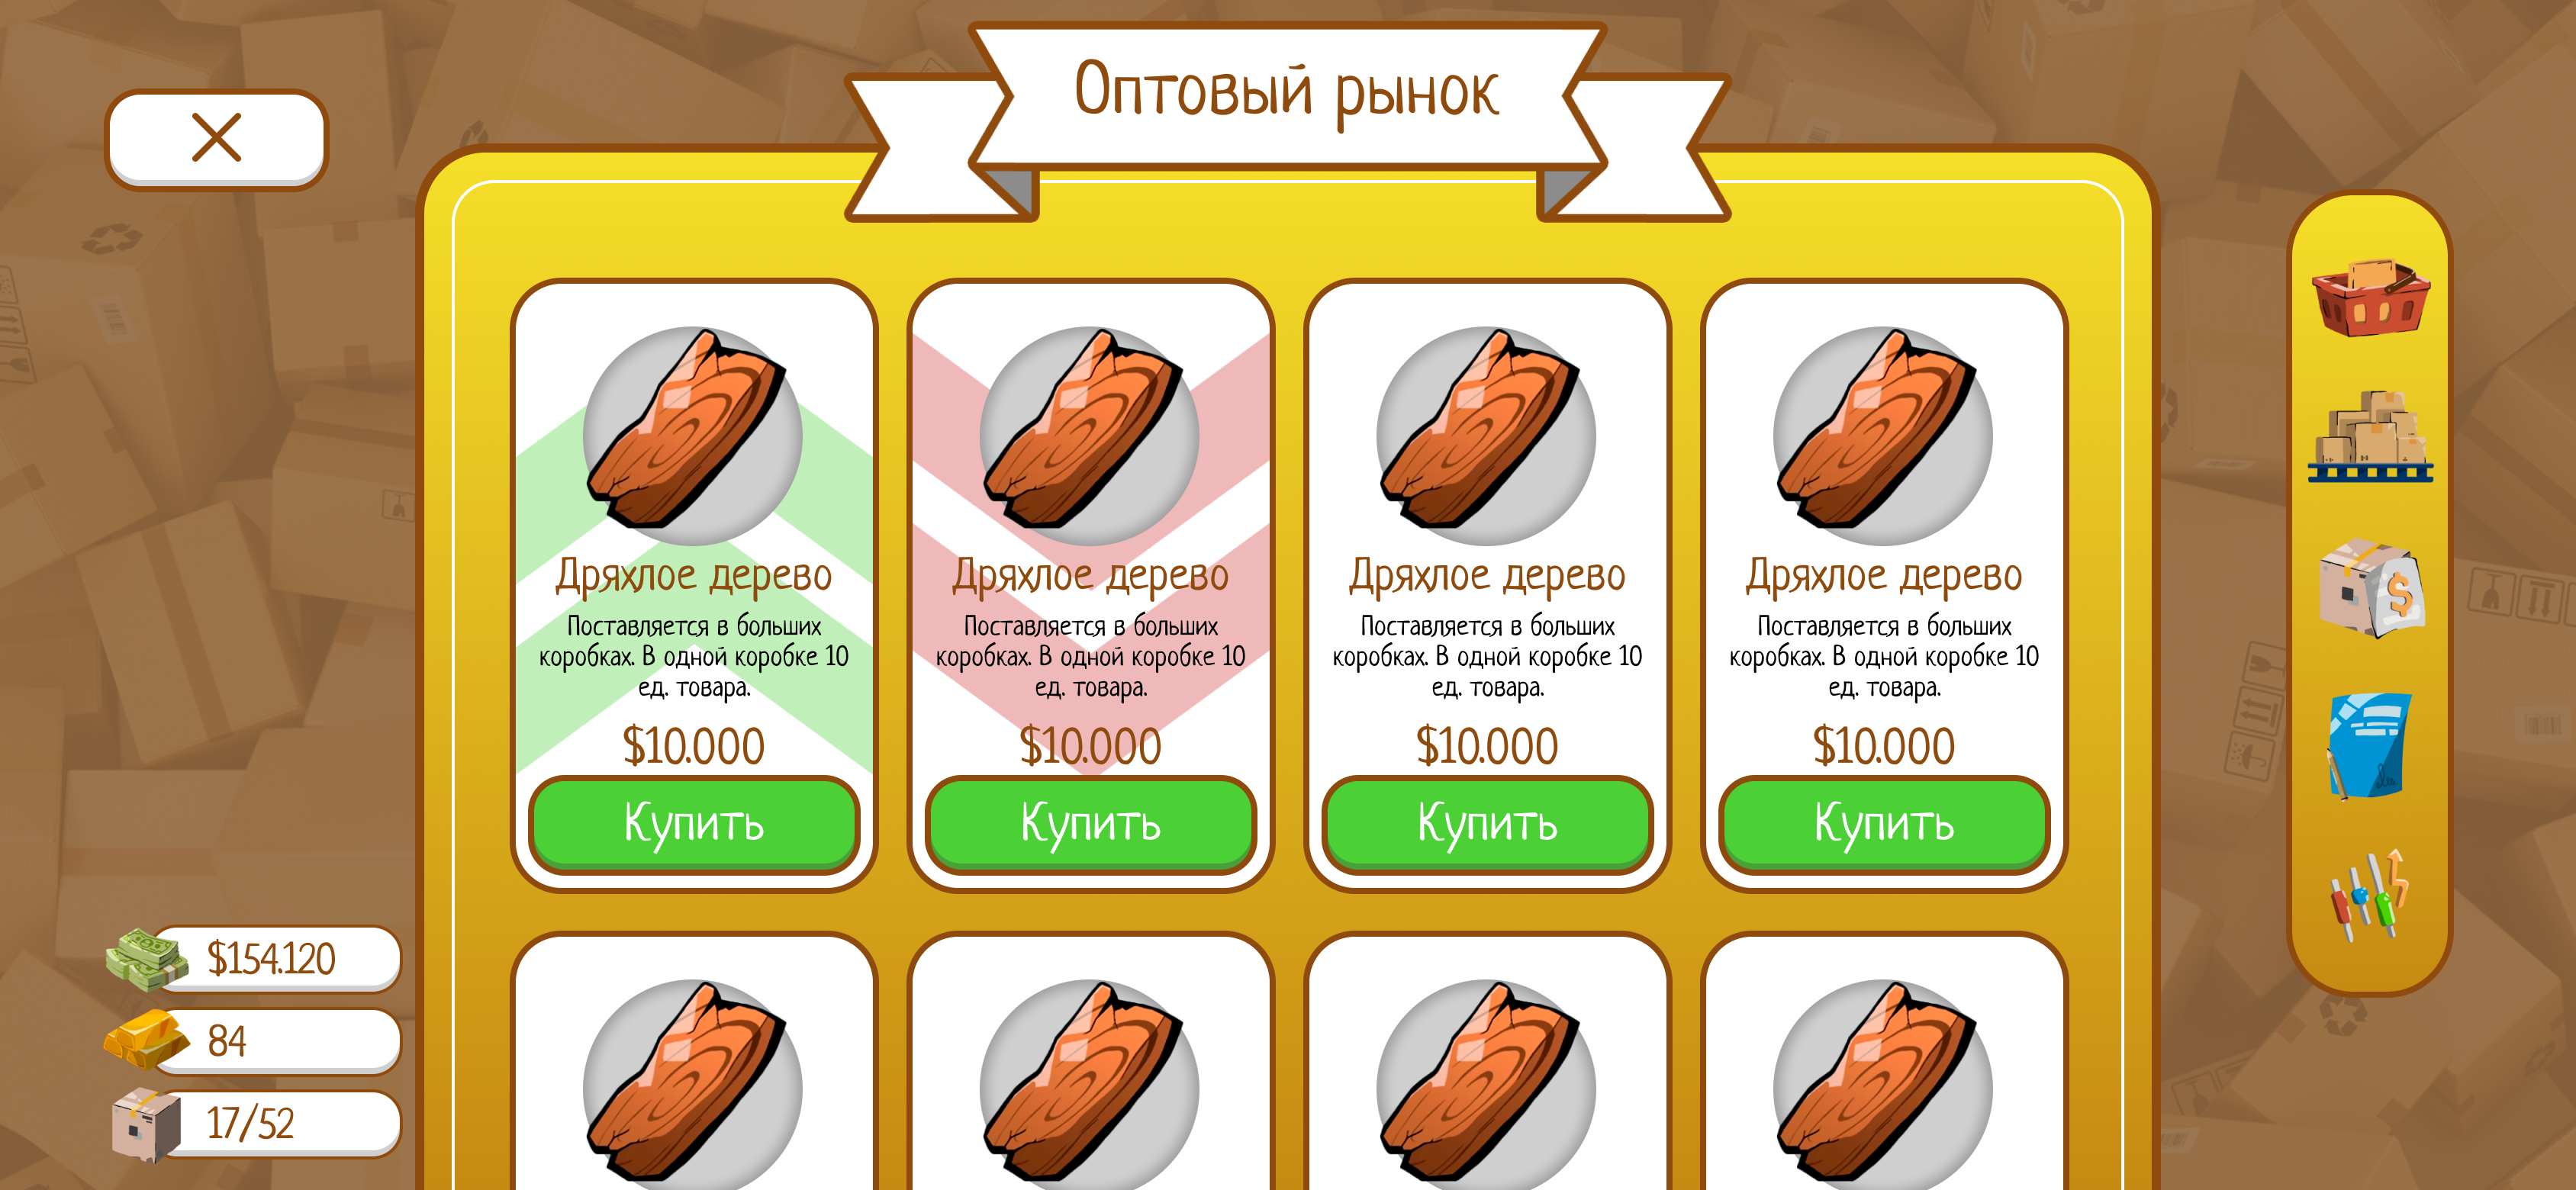 Оптовый рынок
Дряхлое дерево
Поставляется в больших
коробках. В одной коробке 10
ед. товара.
$10.000
Купить
Дряхлое дерево
Поставляется в больших
коробках. В одной коробке 10
ед. товара.
$10.000
Купить
Дряхлое дерево
Поставляется в больших
коробках. В одной коробке 10
ед. товара.
$10.000
Купить
Дряхлое дерево
Поставляется в больших
коробках. В одной коробке 10
ед. товара.
$10.000
Купить
$154.120
84
17/52